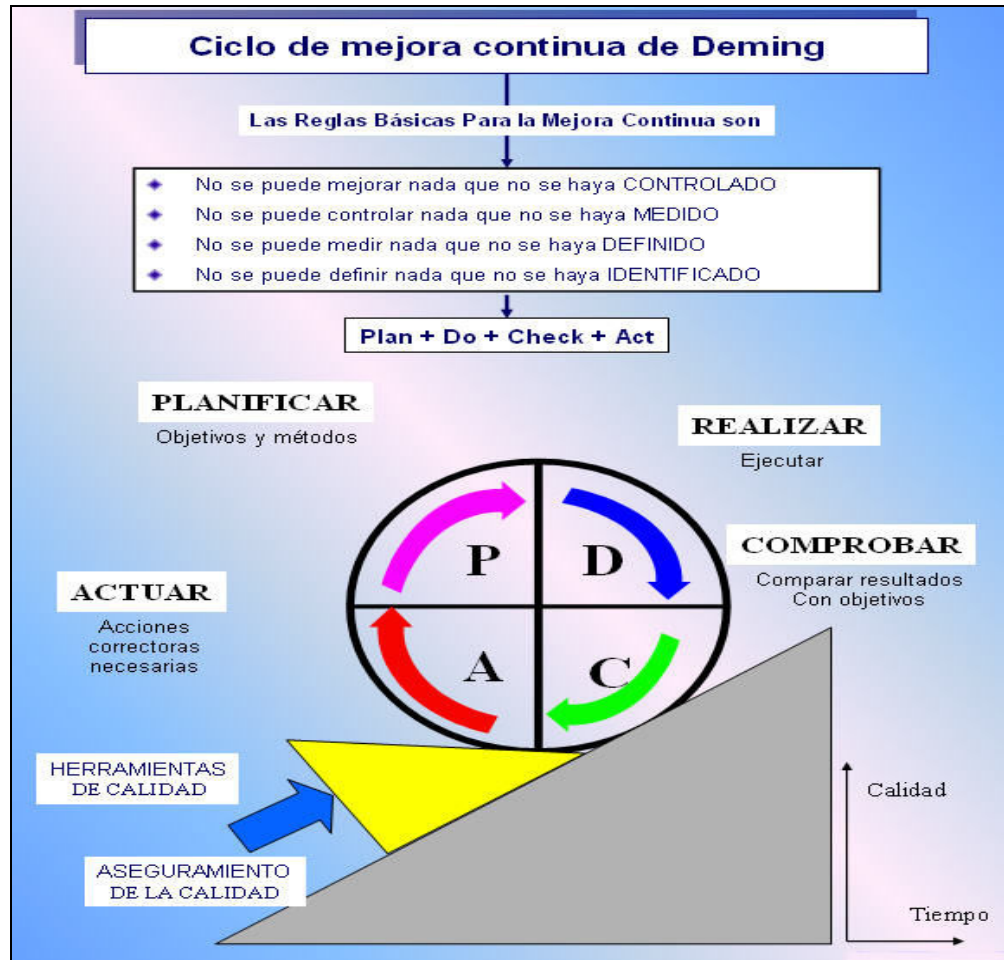 Ciclo de mejora continua de Deming
Las Reglas Básicas Para la Mejora Continua son
No se puede mejorar nada que no se haya CONTROLADO
No se puede controlar nada que no se haya MEDIDO
No se puede medir nada que no se haya DEFINIDO
No se puede definir nada que no se haya IDENTIFICADO
Plan + Do + Check + Act
PLANIFICAR
Objetivos y métodos
REALIZAR
Ejecutar
P
D
COMPROBAR
Comparar resultados
Con objetivos
ACTUAR
Acciones
correctoras
necesarias
A
C
HERRAMIENTAS
DE CALIDAD
ASEGURAMIENTO
DE LA CALIDAD
Calidad
Tiempo